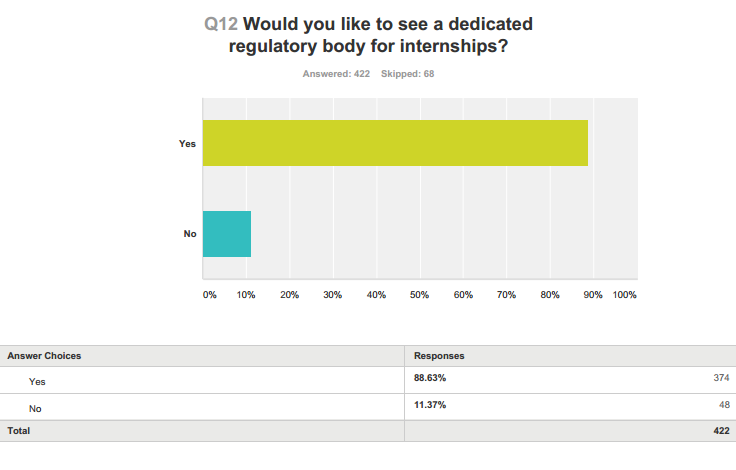 Q12 Would you like to see a dedicated
regulatory body for internships?
Answered: 422 Skipped: 68
Yes
No
0% 10% 20% 30% 40% 50% 60% 70% 80% 90% 100%
Answer Choices Responses
Yes 88.63% 374
No 11.37% 48
Total 422